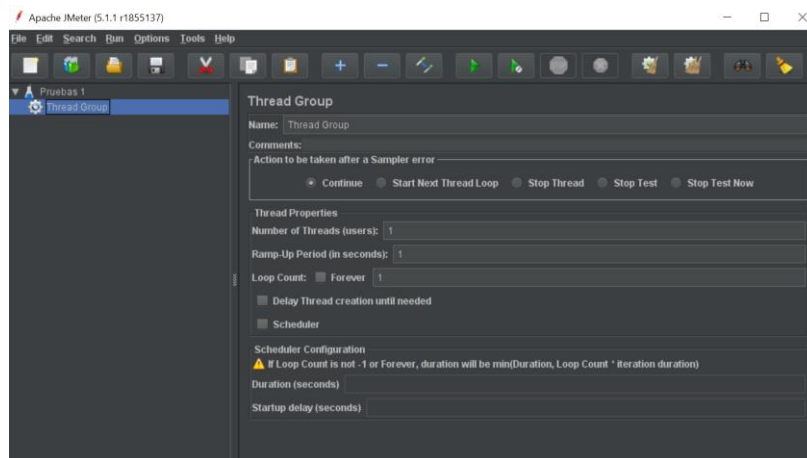 Apache JMeter (5.1.1 r1855137)
File Edit Search Run Options Tools Help
Pruebas 1
Thread Group
Thread Group
Name: Thread Group
Comments:
Action to be taken after a Sampler error
Continue Start Next Thread Loop Stop Thread Stop Test Stop Test Now
Thread Properties
Number of Threads (users): 1
Ramp-Up Period (in seconds): 1
Loop Count: Forever 1
Delay Thread creation until needed
Scheduler
Scheduler Configuration
If Loop Count is not -1 or Forever, duration will be min(Duration, Loop Count * iteration duration)
Duration (seconds)
Startup delay (seconds)